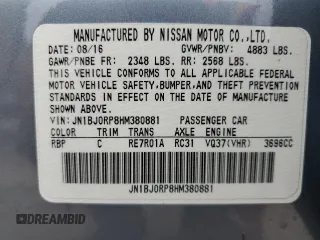 MANUFACTURED BY NISSAN MOTOR CO.,LTD.
DATE: 08/16 GVWR/PNBV: 4883 LBS.
GAWR/PNBE FR: 2348 LBS. RR: 2568 LBS.
THIS VEHICLE CONFORMS TO ALL APPLICABLE FEDERAL
MOTOR VEHICLE SAFETY,BUMPER,AND THEFT PREVENTION
STANDARDS IN EFFECT ON THE DATE OF MANUFACTURE
SHOWN ABOVE.
VIN/NIV: JN1BJ0RP8HM380881 PASSENGER CAR
COLOR TRIM TRANS AXLE ENGINE
RBP C RE7R01A RC31 VQ37(VHR) 3696CC
JN1BJ0RP8HM380881
DREAMBID